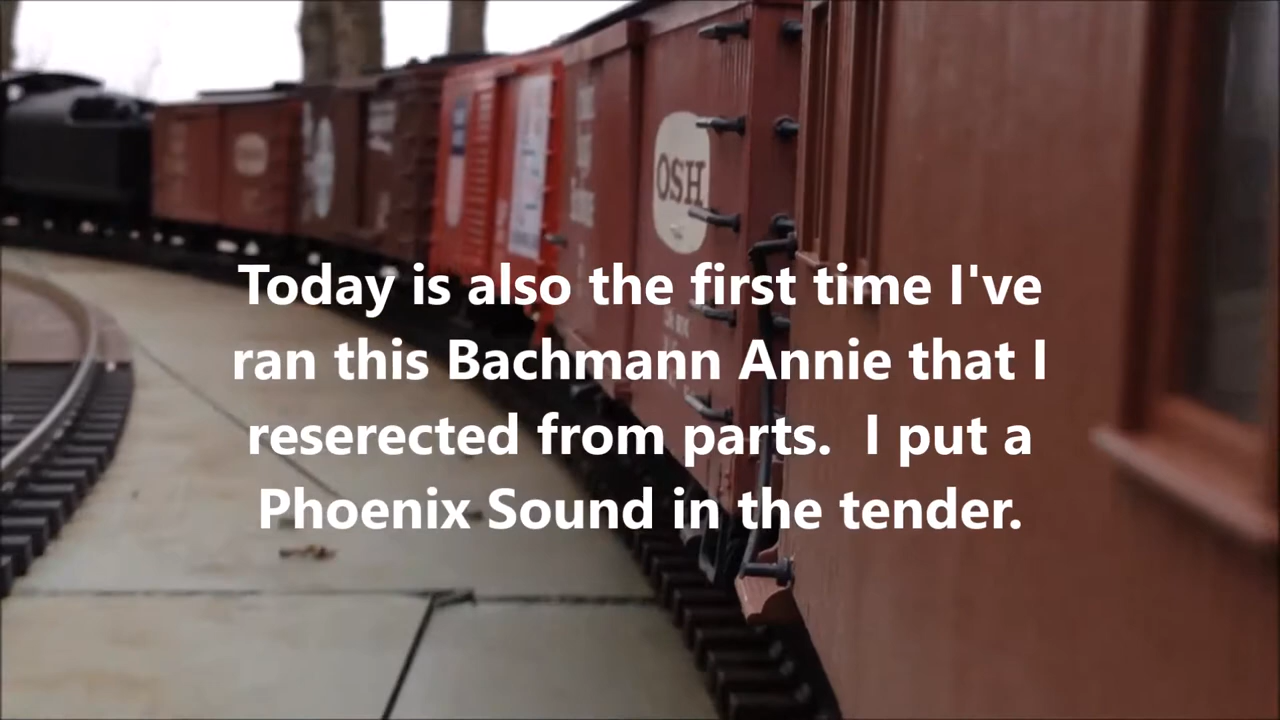 OSH
Today is also the first time I've
ran this Bachmann Annie that I
reserected from parts.  I put a
Phoenix Sound in the tender.